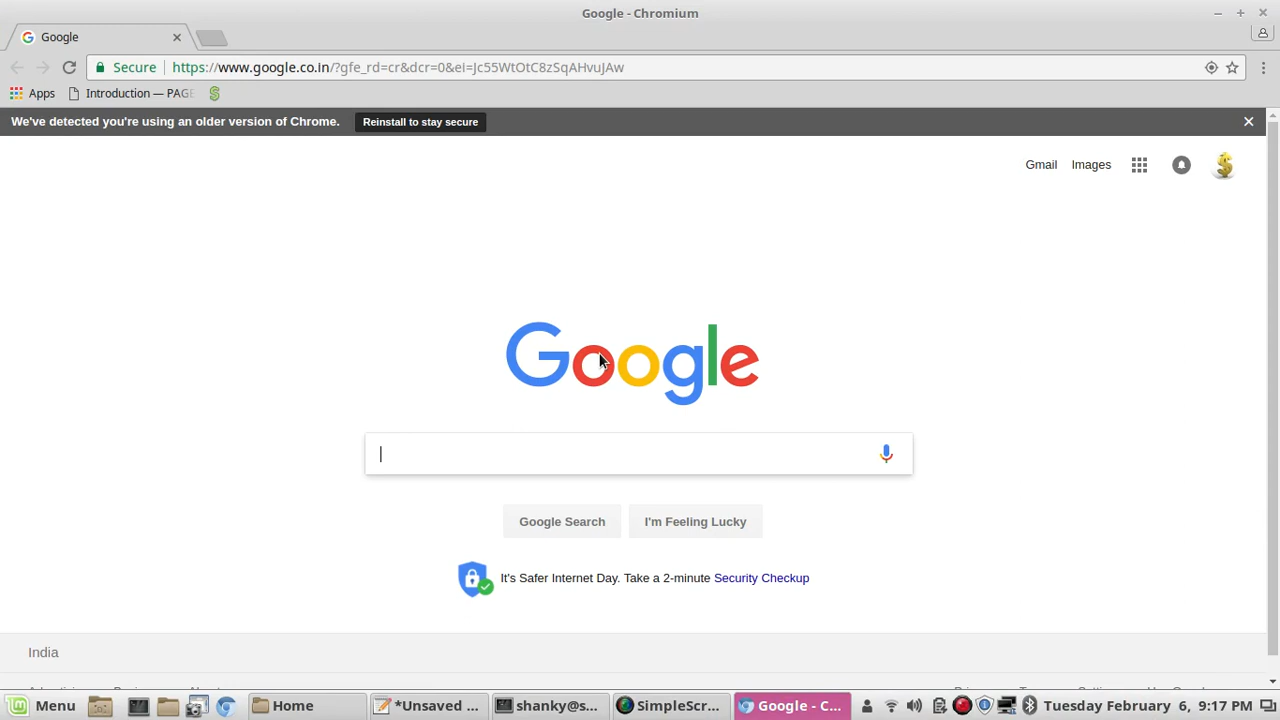 Google - Chromium
Google
Secure https://www.google.co.in/?gfe_rd=cr&dcr=0&ei=Jc55WtOtC8zSqAHvuJAw
Apps Introduction — PAGE
We've detected you're using an older version of Chrome. Reinstall to stay secure
Gmail Images
Google
Google Search I'm Feeling Lucky
It's Safer Internet Day. Take a 2-minute Security Checkup
India
Menu Home *Unsaved ... shanky@s... SimpleScr... Google - C... Tuesday February 6, 9:17 PM